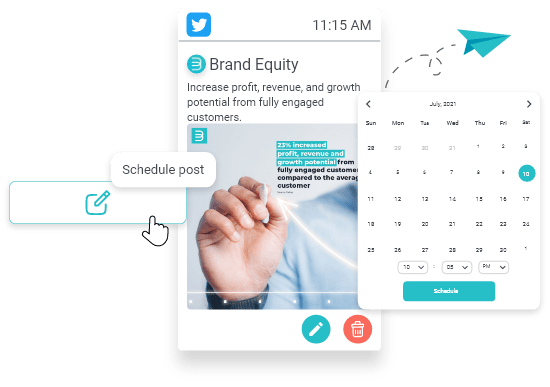 11:15 AM
Brand Equity
Increase profit, revenue, and growth
potential from fully engaged
customers.
Schedule post
23% increased
profit, revenue and
growth potential from
fully engaged customer
compared to the averag
customer
July, 2021
Sun Mon Tue Wed Thu Fri Sat
28 29 30 31 1 2 3
4 5 6 7 8 9 10
11 12 13 14 15 16 17
18 19 20 21 22 23 24
25 26 27 28 29 30 1
10 : 05 PM
Schedule